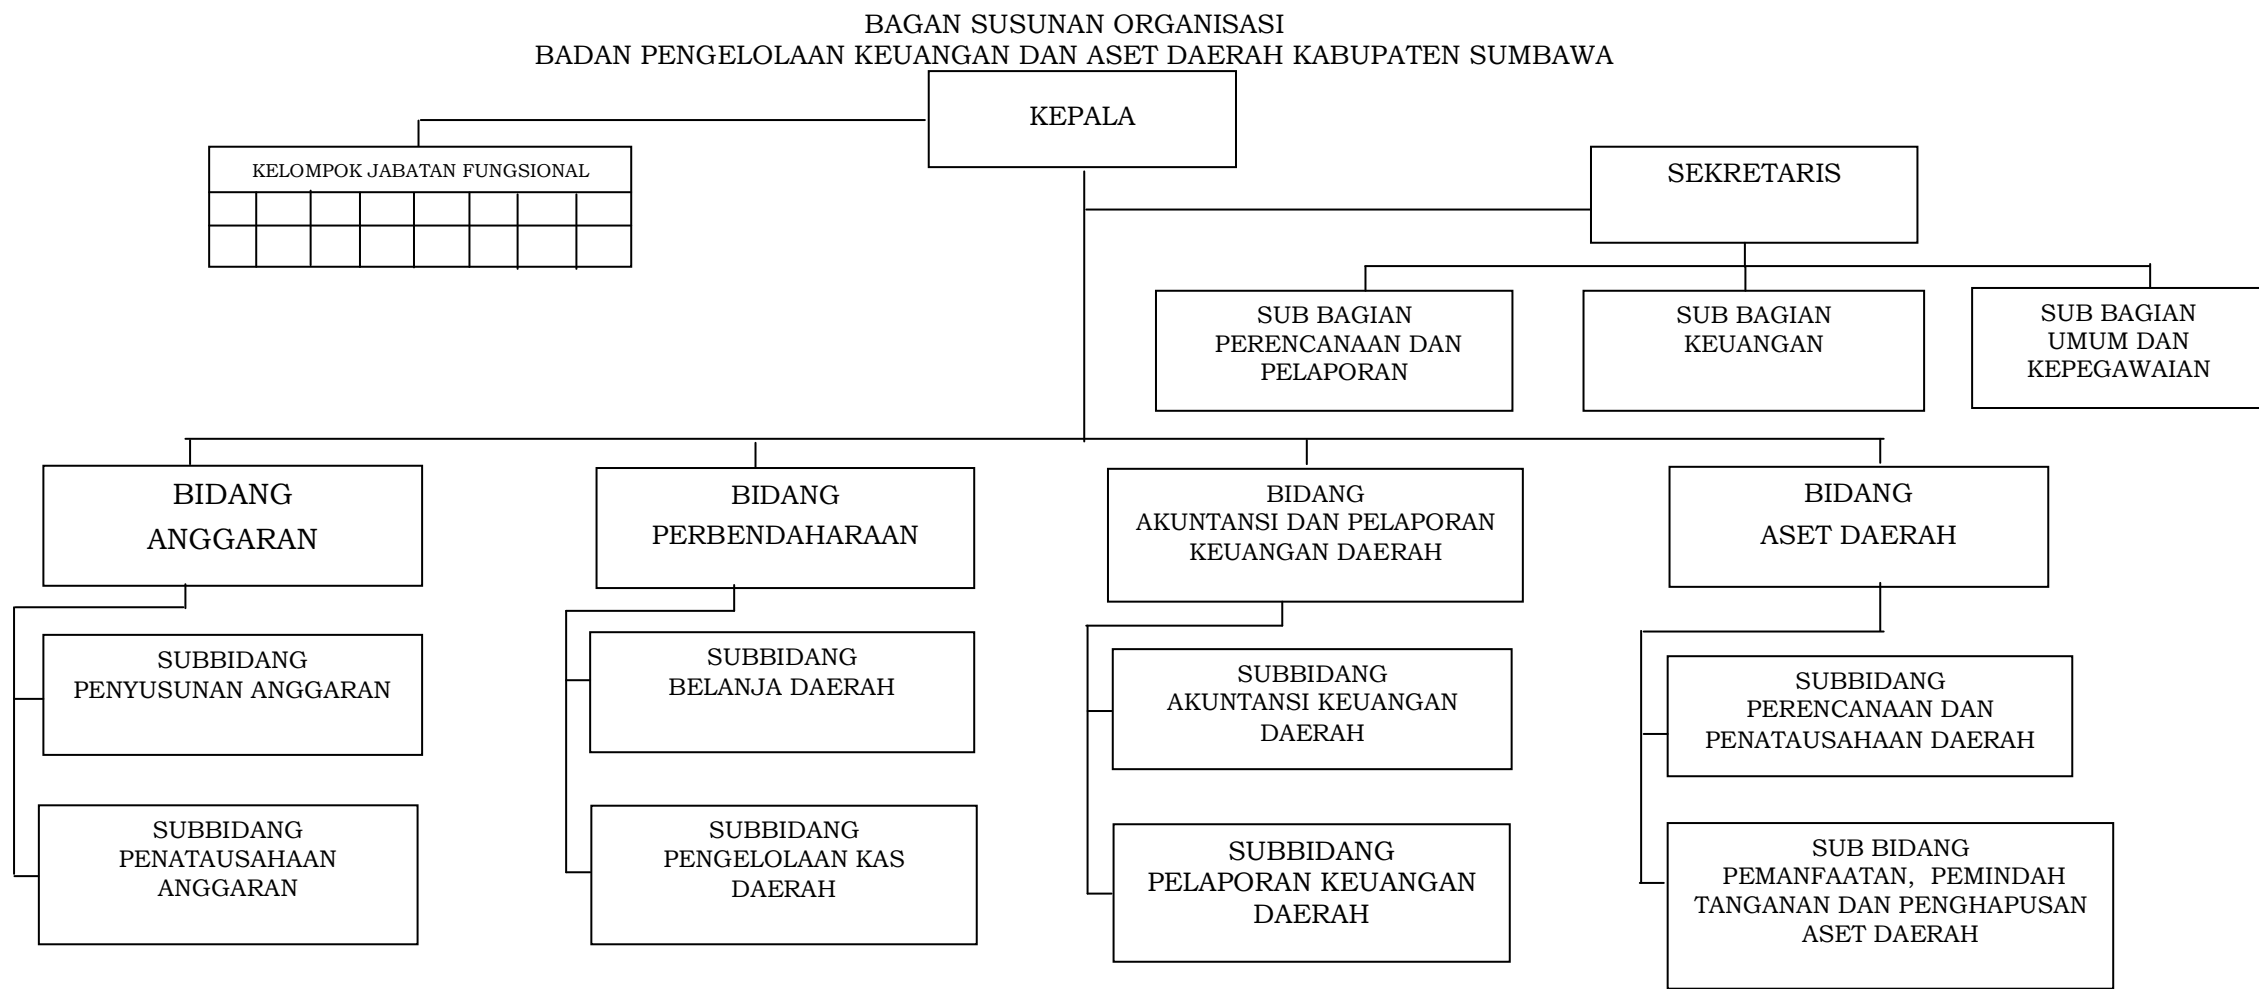 BAGAN SUSUNAN ORGANISASI
BADAN PENGELOLAAN KEUANGAN DAN ASET DAERAH KABUPATEN SUMBAWA
KEPALA
KELOMPOK JABATAN FUNGSIONAL
SEKRETARIS
SUB BAGIAN
PERENCANAAN DAN
PELAPORAN
SUB BAGIAN
KEUANGAN
SUB BAGIAN
UMUM DAN
KEPEGAWAIAN
BIDANG
ANGGARAN
BIDANG
PERBENDAHARAAN
BIDANG
AKUNTANSI DAN PELAPORAN
KEUANGAN DAERAH
BIDANG
ASET DAERAH
SUBBIDANG
PENYUSUNAN ANGGARAN
SUBBIDANG
BELANJA DAERAH
SUBBIDANG
AKUNTANSI KEUANGAN
DAERAH
SUBBIDANG
PERENCANAAN DAN
PENATAUSAHAAN DAERAH
SUBBIDANG
PENATAUSAHAAN
ANGGARAN
SUBBIDANG
PENGELOLAAN KAS
DAERAH
SUBBIDANG
PELAPORAN KEUANGAN
DAERAH
SUB BIDANG
PEMANFAATAN, PEMINDAH
TANGANAN DAN PENGHAPUSAN
ASET DAERAH